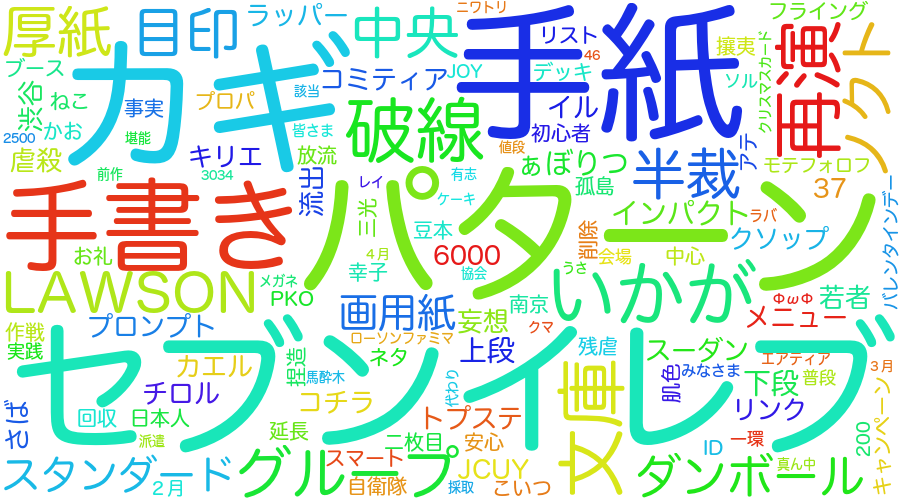 厚紙
目印
ラッパー
中央
ニワトリ
手紙
リスト
46
フライング
攘夷
クリスマスカード
再演
ノクト
ブース
カギ
コミティア
JOY
デッキ
ソル
渋谷
ねこ
事実
プロパ
該当
破線
イル
初心者
アテ
かお
2500
堪能
皆さま
値段
虐殺
キリエ
放流
ぁぼりつ
半裁
モテフォロフ
前作
3034
流出
レイ
有志
孤島
37
手書き
パターン
三光
ケーキ
豆本
インパクト
ラバ
バレンタインデー
削除
クソップ
お礼
6000
会場
中心
4月
幸子
協会
うさ
LAWSON
メガネ
PKO
いかが
ΦωΦ
若者
画用紙
妄想
南京
メニュー
作戦
実践
プロンプト
ローソンファミマ
クマ
セブンイレブ
カエル
捏造
ネタ
上段
残虐
スーダン
エアティア
3月
馬酔木
チロル
コチラ
代わり
文庫
肌色
みなさま
下段
普段
さば
回収
日本人
トプステ
リンク
キャンペーン
派遣
延長
二枚目
安心
ID
一環
200
スタンダード
2月
グループ
スマート
自衛隊
採取
JCUY
こいつ
ダンボール
真ん中